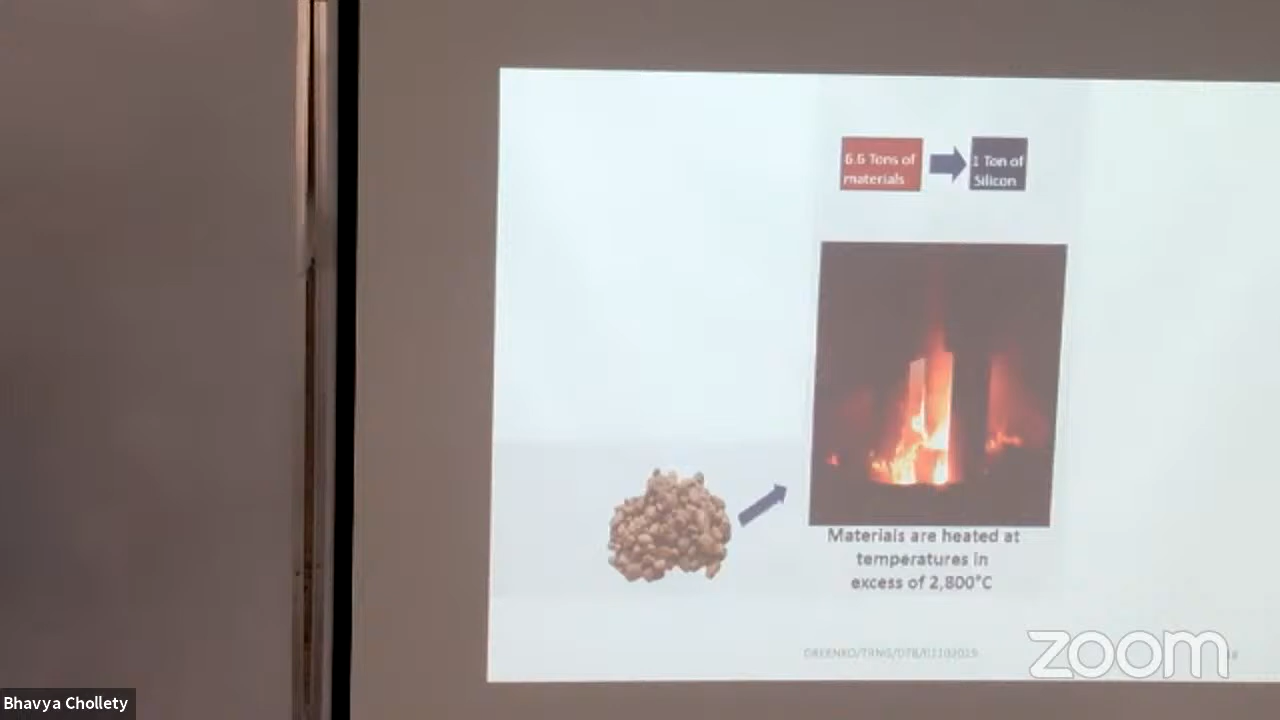 6.6 Tons of
materials
1 Ton of
Silicon
Materials are heated at
temperatures in
excess of 2,800°C
zoom
Bhavya Chollety